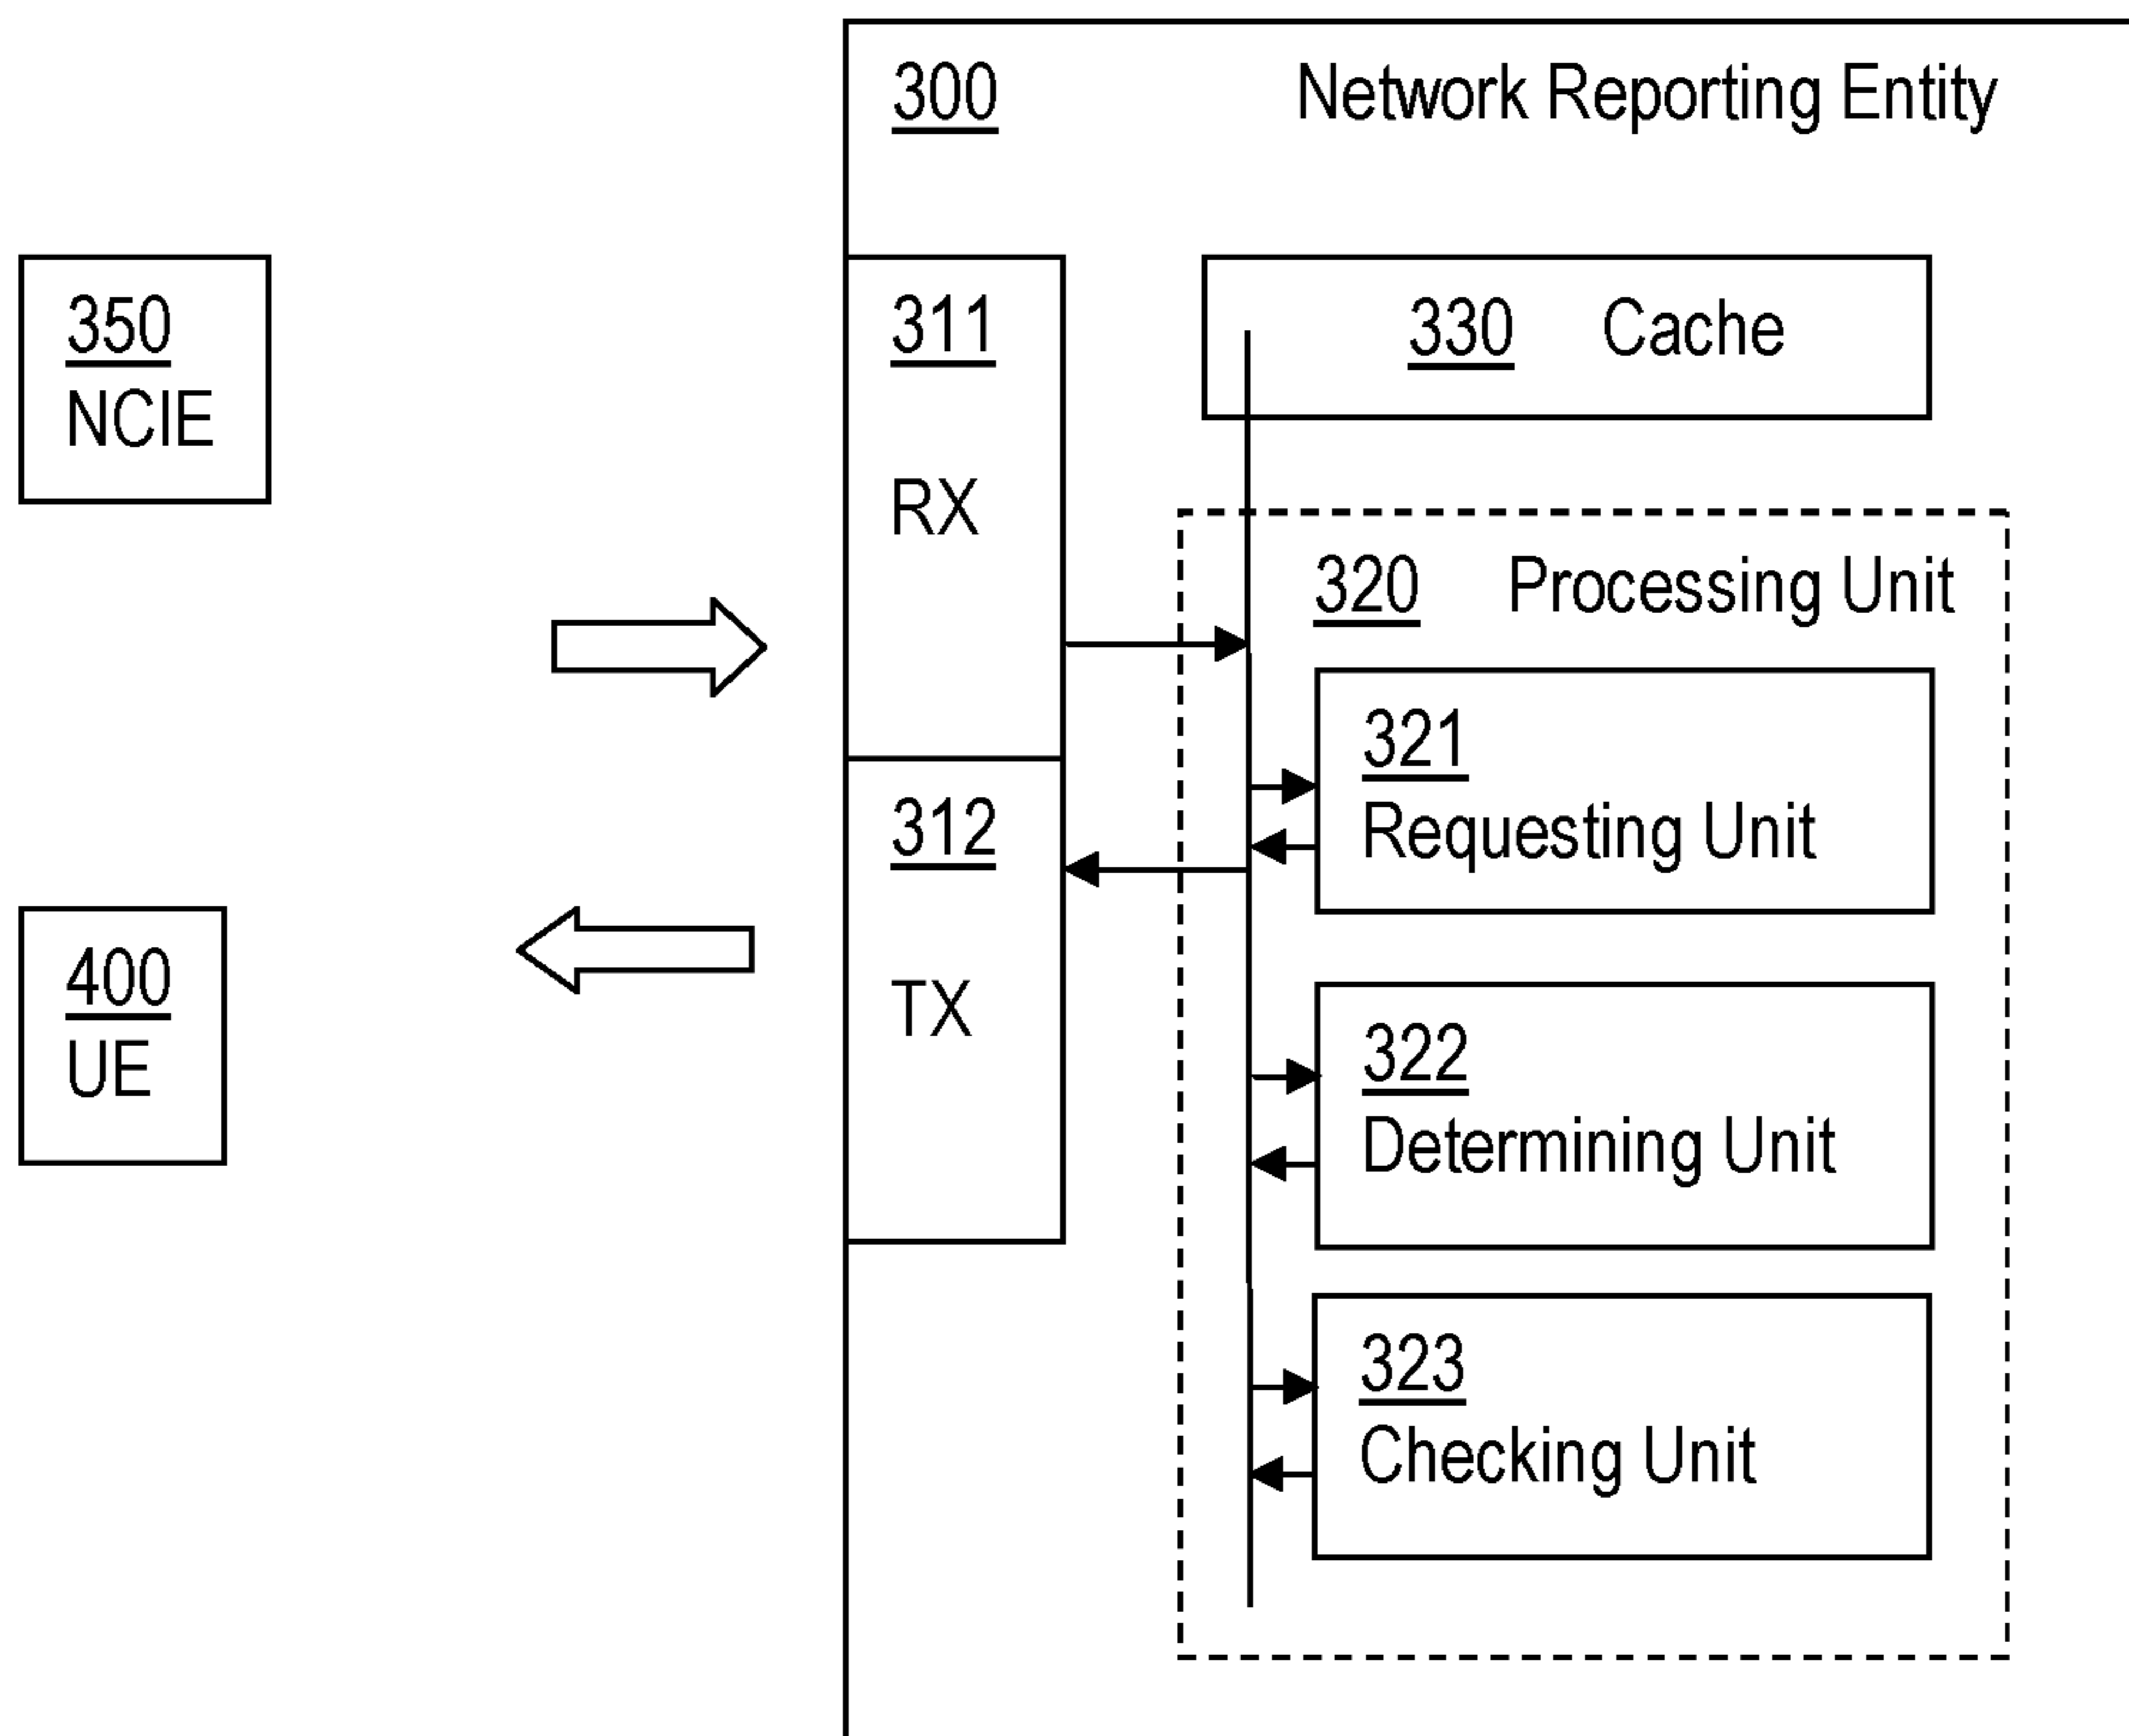 300 Network Reporting Entity
350
NCIE
311
RX
330 Cache
320 Processing Unit
321
Requesting Unit
312
TX
400
UE
322
Determining Unit
323
Checking Unit